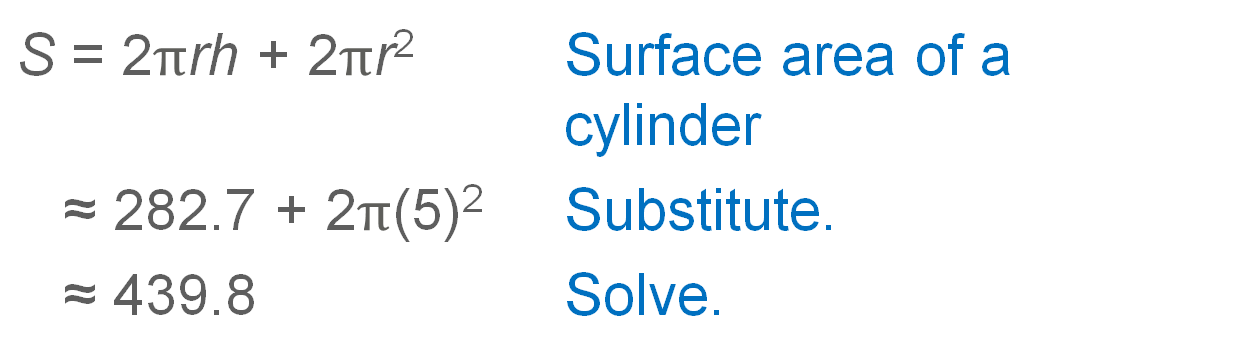 S = 2πrh + 2πr² Surface area of a
cylinder
≈ 282.7 + 2π(5)² Substitute.
≈ 439.8 Solve.